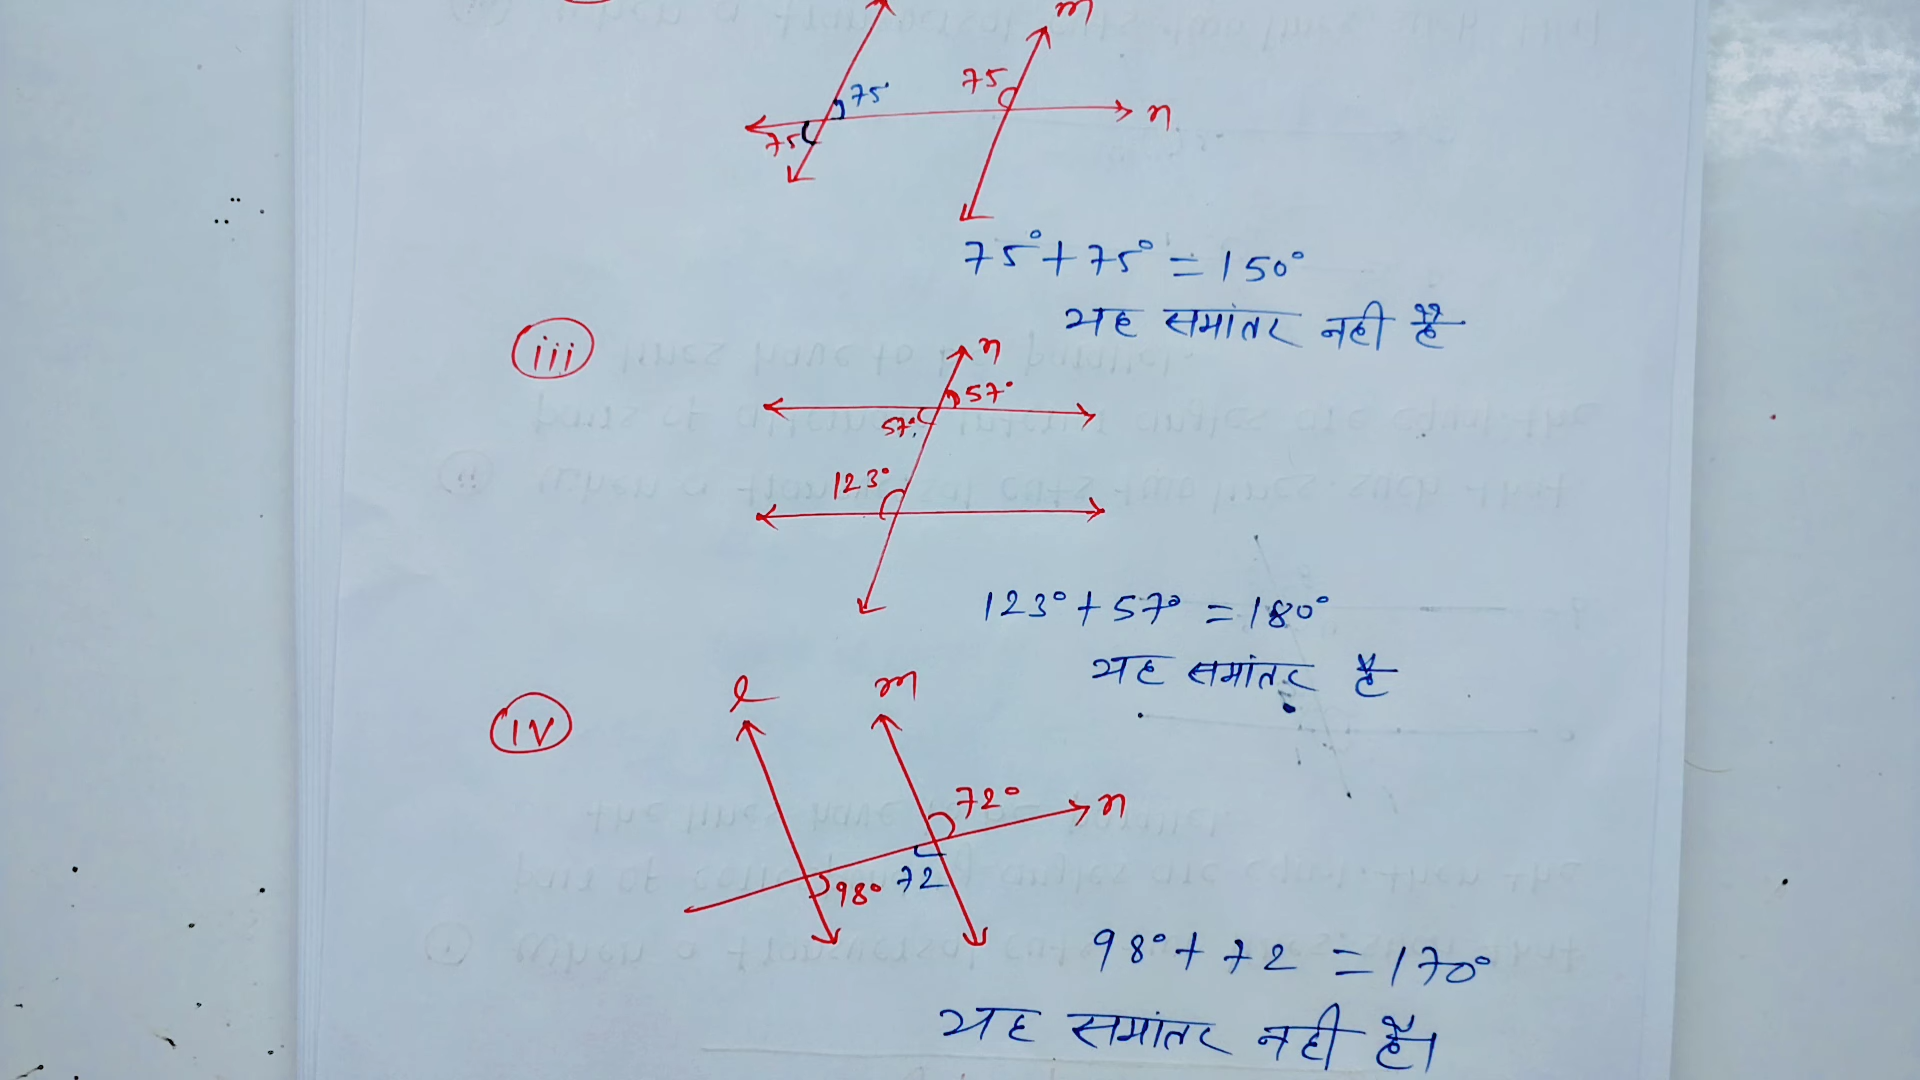 m
75°
75
n
75
75° + 75° = 150°
यह समांतर नही है
iii
n
57°
57°
123°
123° + 57° = 180°
यह समांतर है
iv
l
m
72°
n
98°
72
98° + 72 = 170°
यह समांतर नही है।